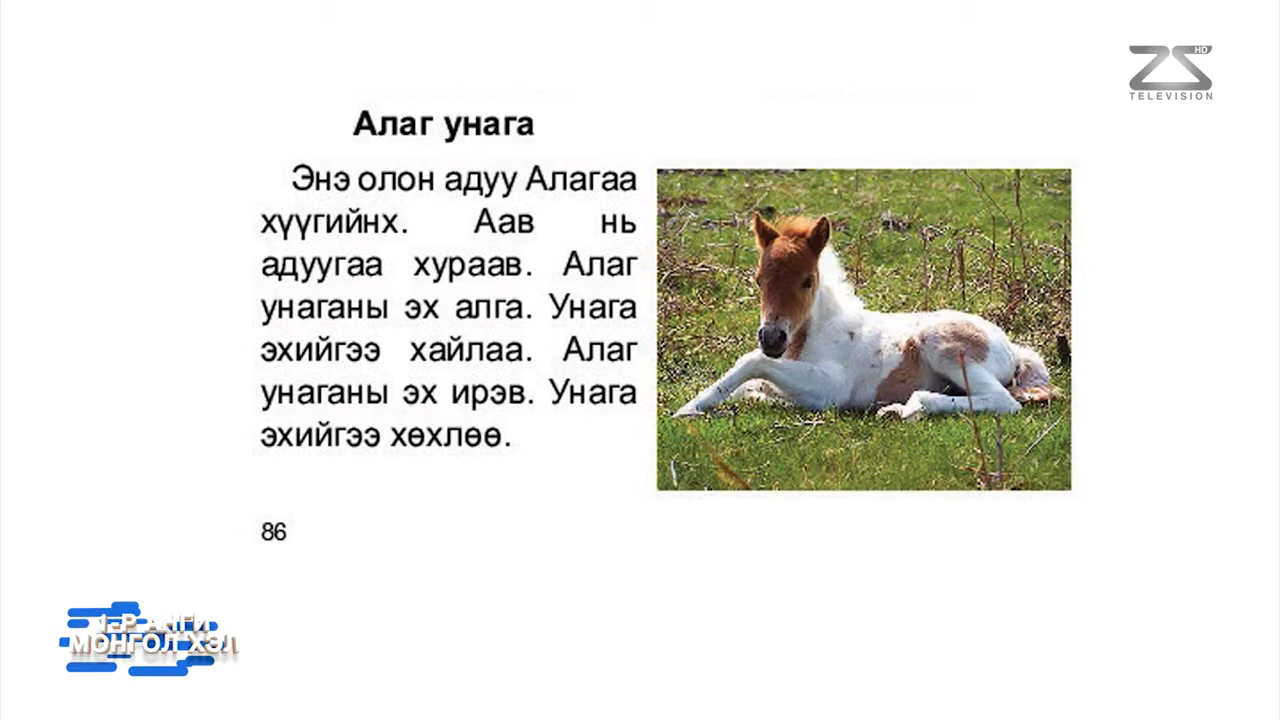 HD
TELEVISION
Алаг унага
Энэ олон адуу Алагаа
хүүгийнх. Аав нь
адуугаа хураав. Алаг
унаганы эх алга. Унага
эхийгээ хайлаа. Алаг
унаганы эх ирэв. Унага
эхийгээ хөхлөө.
86
1-Р АНГИ
МОНГОЛ ХЭЛ